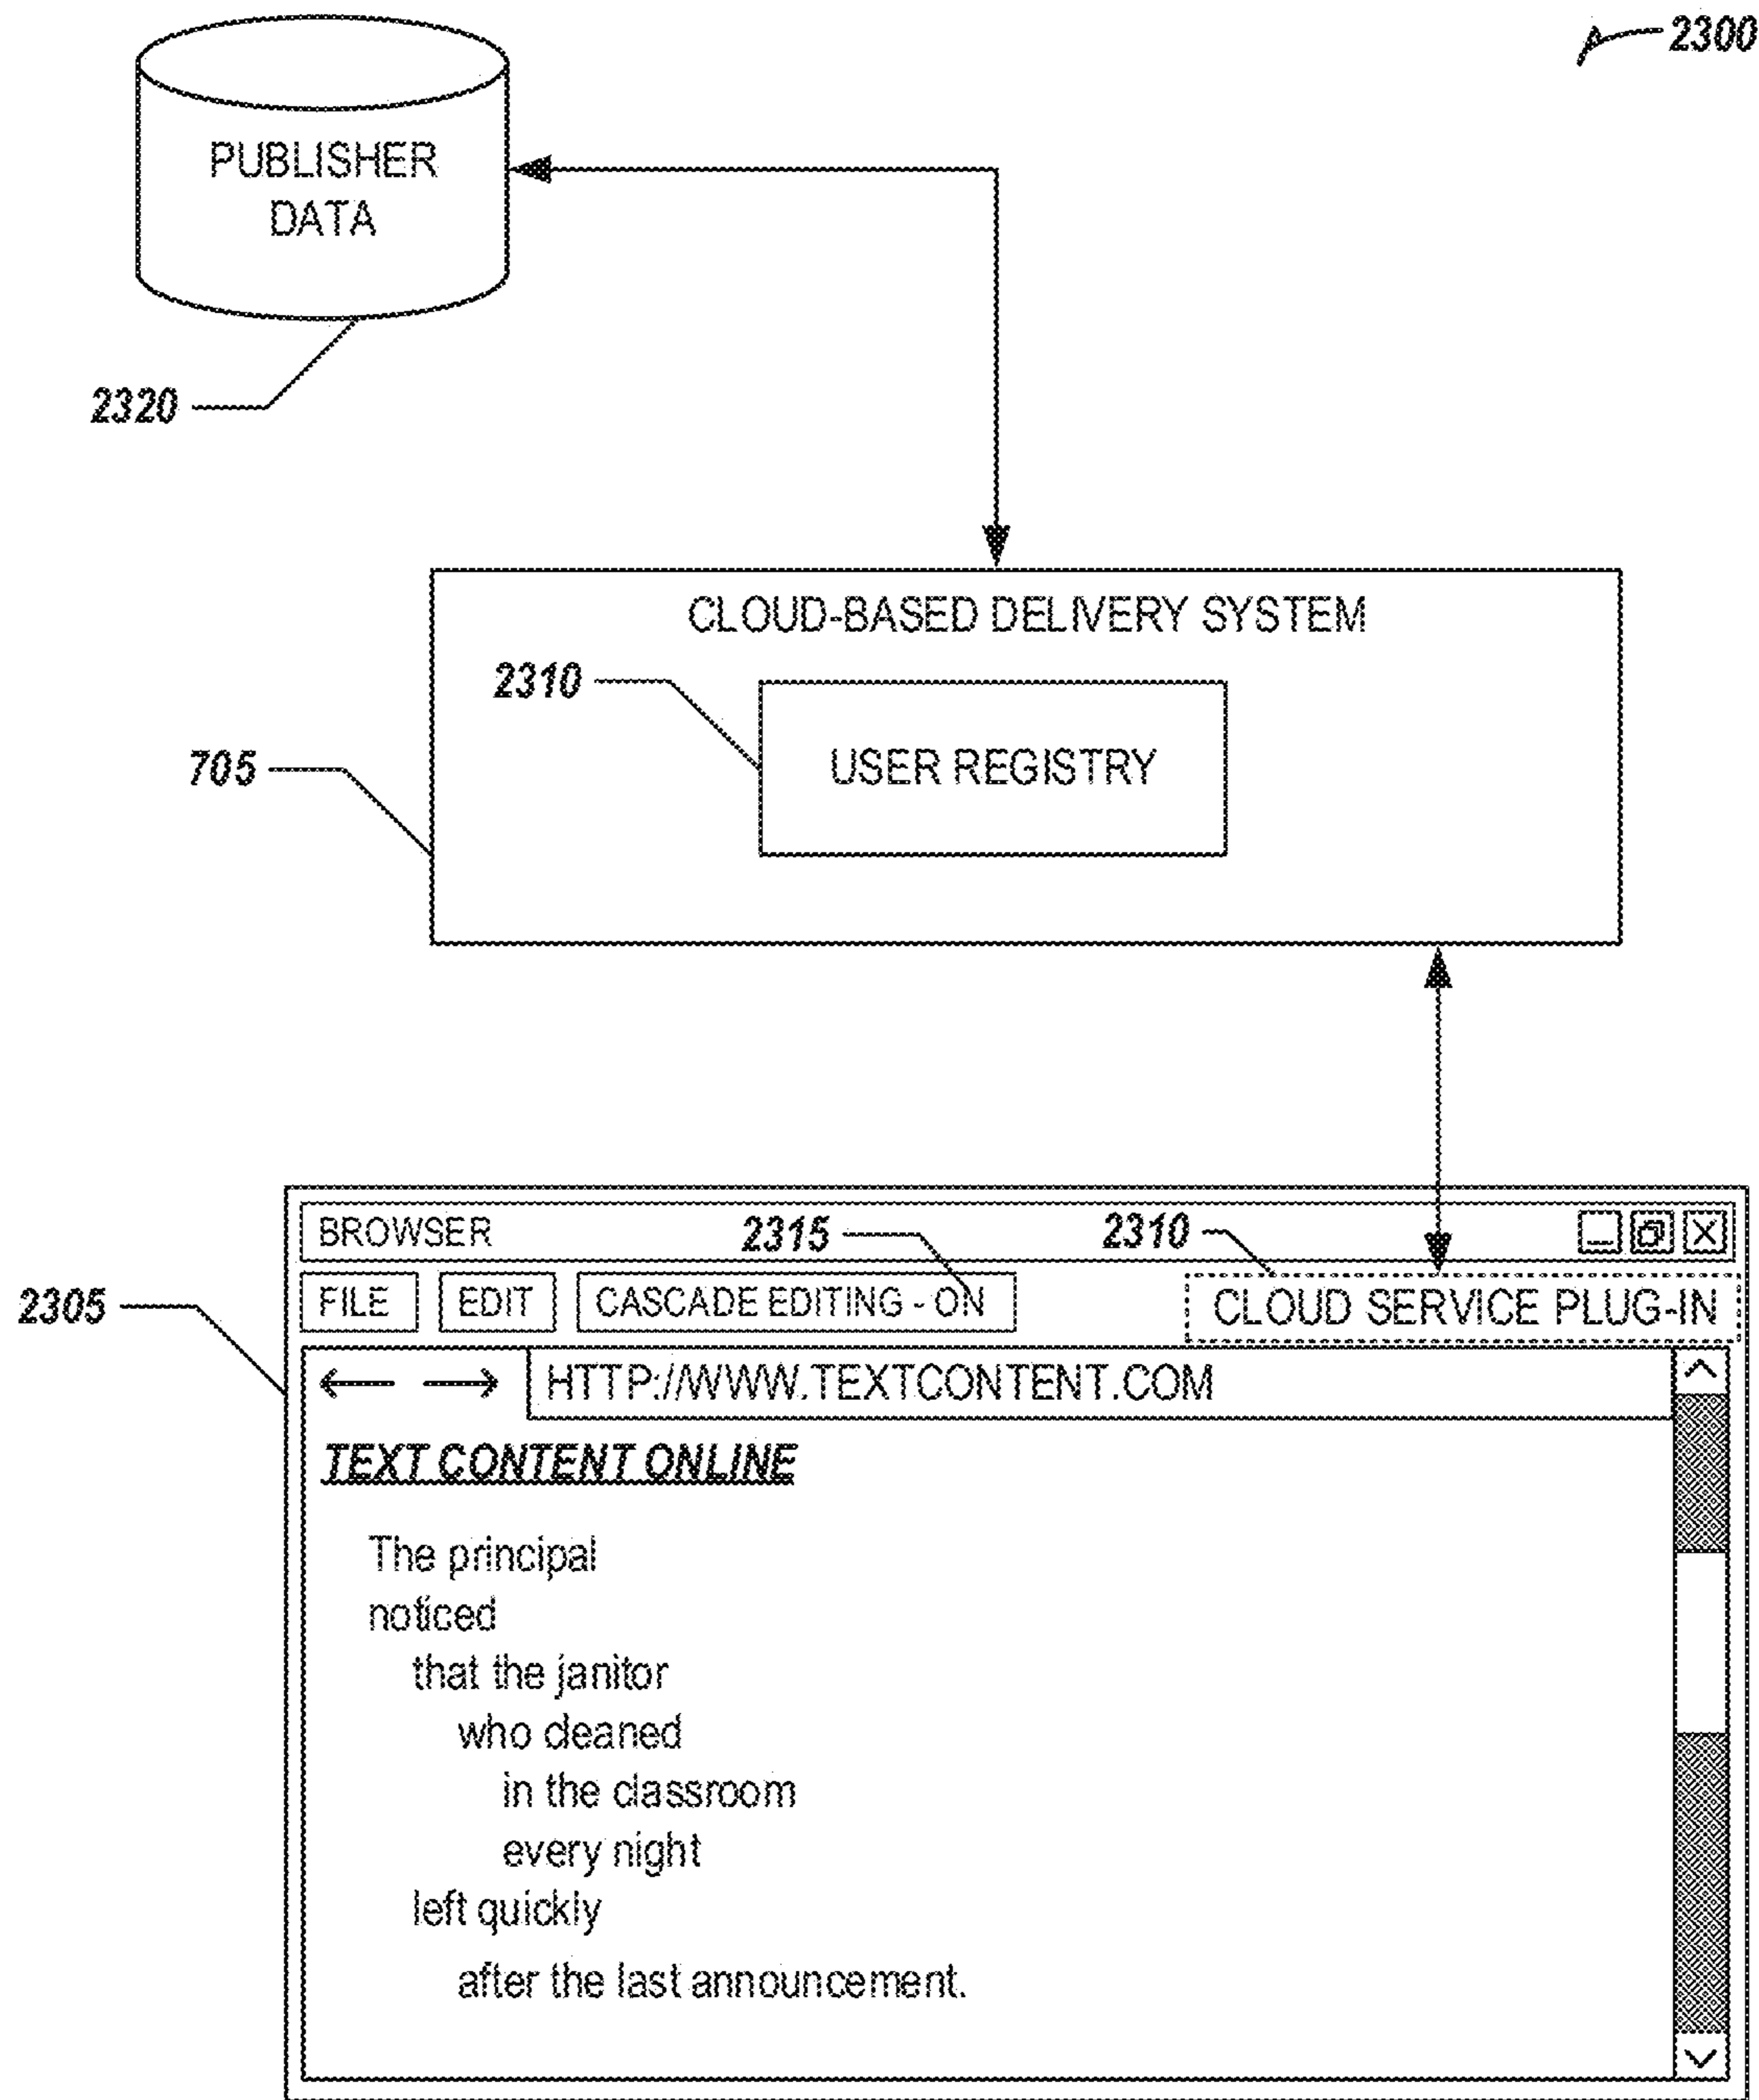 2300
PUBLISHER
DATA
2320
CLOUD-BASED DELIVERY SYSTEM
2310
USER REGISTRY
705
BROWSER
2315
2310
2305
FILE
EDIT
CASCADE EDITING - ON
CLOUD SERVICE PLUG-IN
HTTP://WWW.TEXTCONTENT.COM
TEXT CONTENT ONLINE
The principal
noticed
that the janitor
who cleaned
in the classroom
every night
left quickly
after the last announcement.